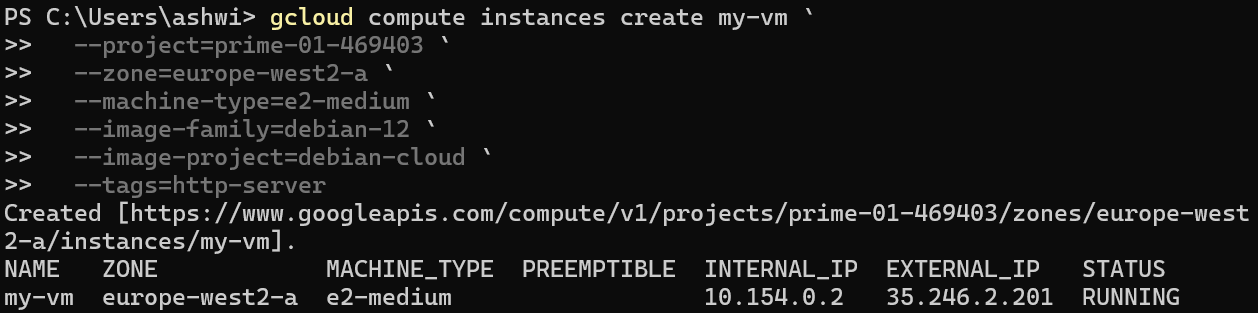 PS C:\Users\ashwi> gcloud compute instances create my-vm `
>>   --project=prime-01-469403 `
>>   --zone=europe-west2-a `
>>   --machine-type=e2-medium `
>>   --image-family=debian-12 `
>>   --image-project=debian-cloud `
>>   --tags=http-server
Created [https://www.googleapis.com/compute/v1/projects/prime-01-469403/zones/europe-west
2-a/instances/my-vm].
NAME   ZONE            MACHINE_TYPE  PREEMPTIBLE  INTERNAL_IP  EXTERNAL_IP   STATUS
my-vm  europe-west2-a  e2-medium                  10.154.0.2   35.246.2.201  RUNNING